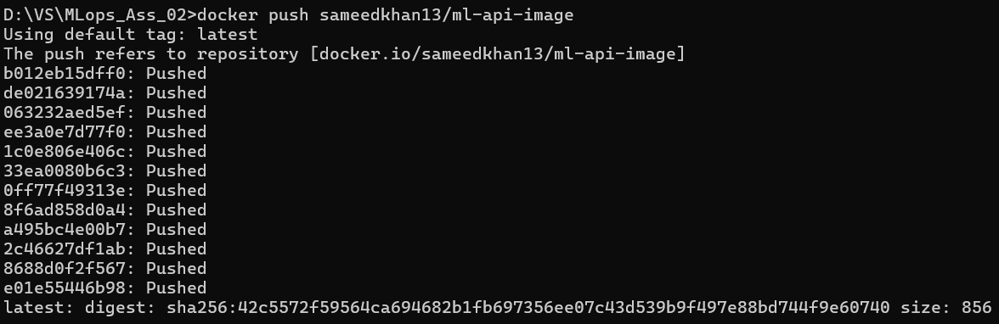 D:\VS\MLops_Ass_02>docker push sameedkhan13/ml-api-image
Using default tag: latest
The push refers to repository [docker.io/sameedkhan13/ml-api-image]
b012eb15dff0: Pushed
de021639174a: Pushed
063232aed5ef: Pushed
ee3a0e7d77f0: Pushed
1c0e806e406c: Pushed
33ea0080b6c3: Pushed
0ff77f49313e: Pushed
8f6ad858d0a4: Pushed
a495bc4e00b7: Pushed
2c46627df1ab: Pushed
8688d0f2f567: Pushed
e01e55446b98: Pushed
latest: digest: sha256:42c5572f59564ca694682b1fb697356ee07c43d539b9f497e88bd744f9e60740 size: 856